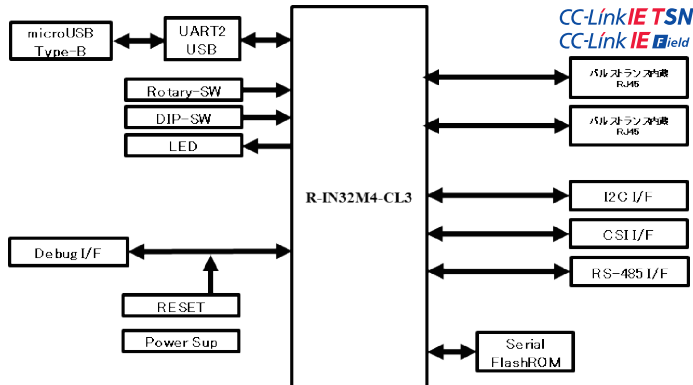 CC-Link IE TSN
CC-Link IE Field
microUSB
Type-B
UART2
USB
Rotary-SW
DIP-SW
LED
Debug I/F
RESET
Power Sup
R-IN32M4-CL3
パルストランス内蔵
RJ45
パルストランス内蔵
RJ45
I2C I/F
CSI I/F
RS-485 I/F
Serial
FlashROM